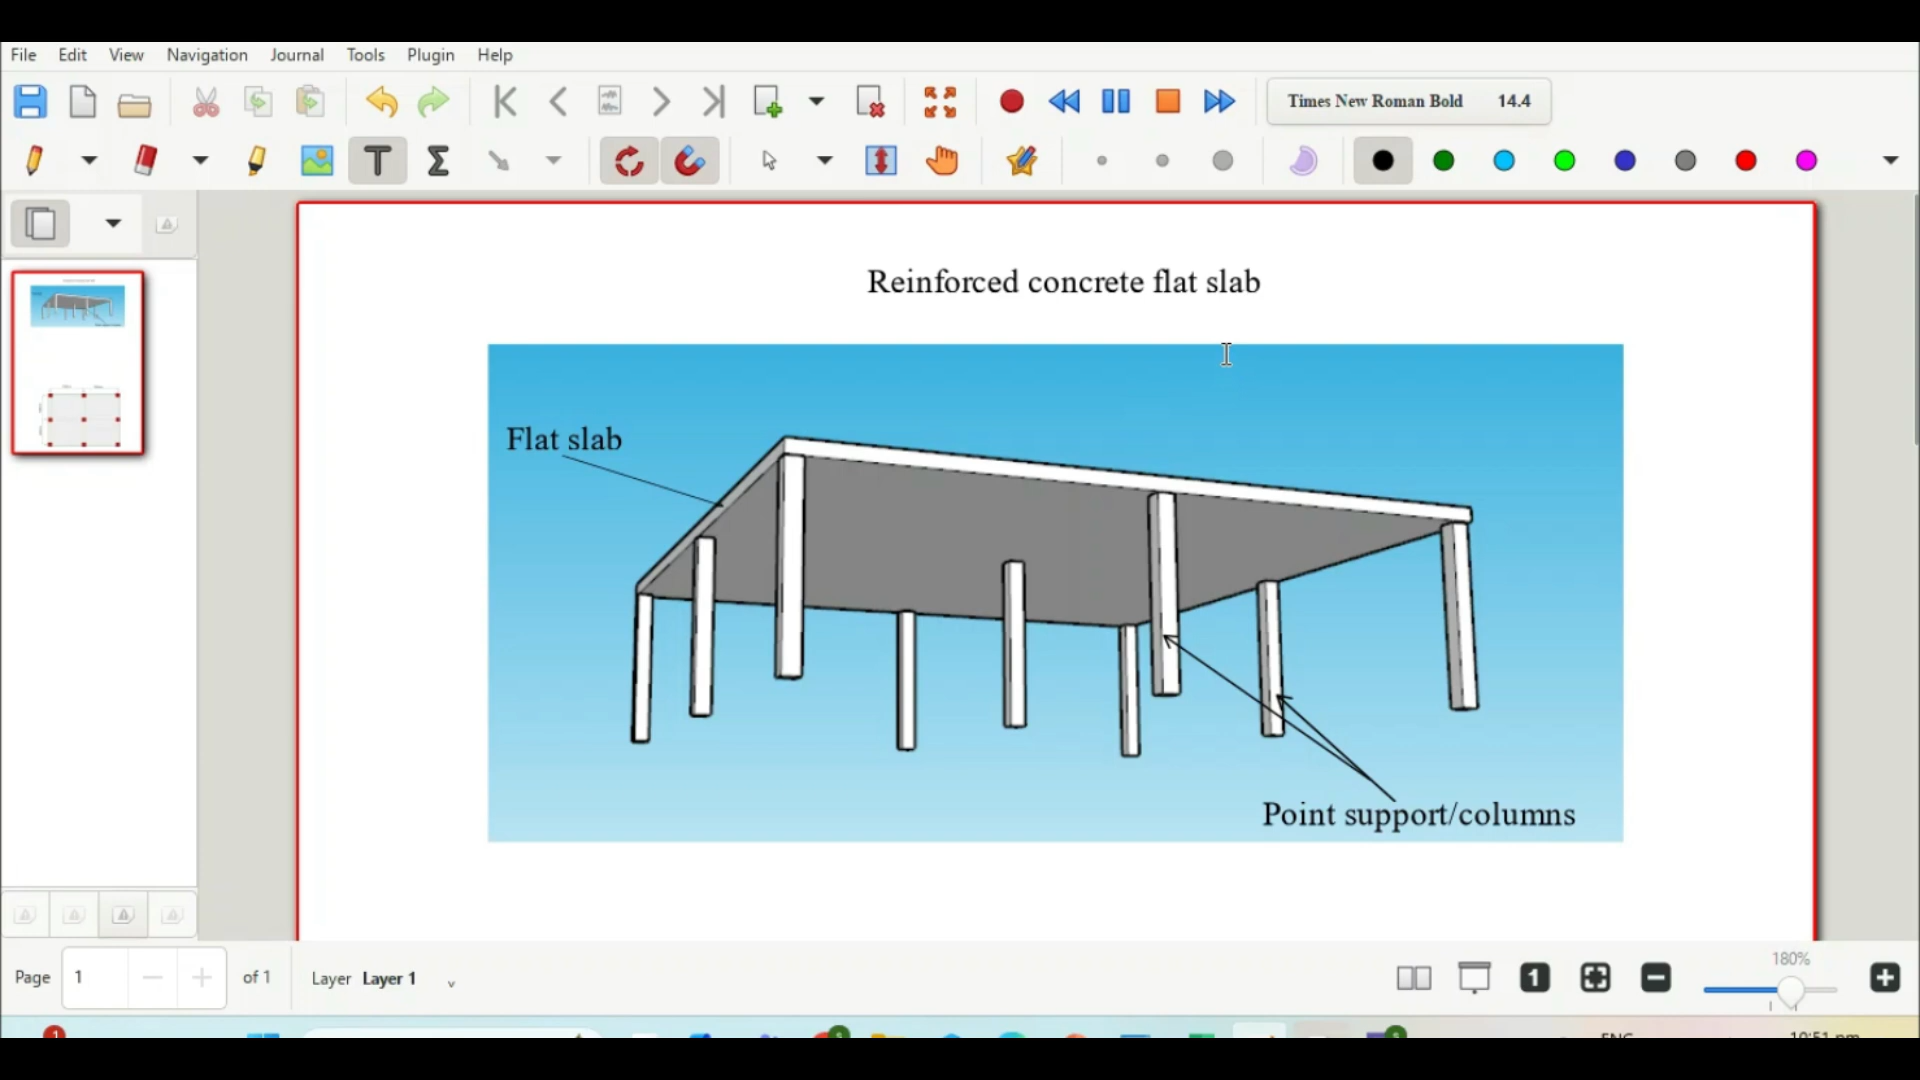 File Edit View Navigation Journal Tools Plugin Help
Times New Roman Bold 14.4
Reinforced concrete flat slab
Flat slab
Point support/columns
Page 1 of 1 Layer Layer 1
180%